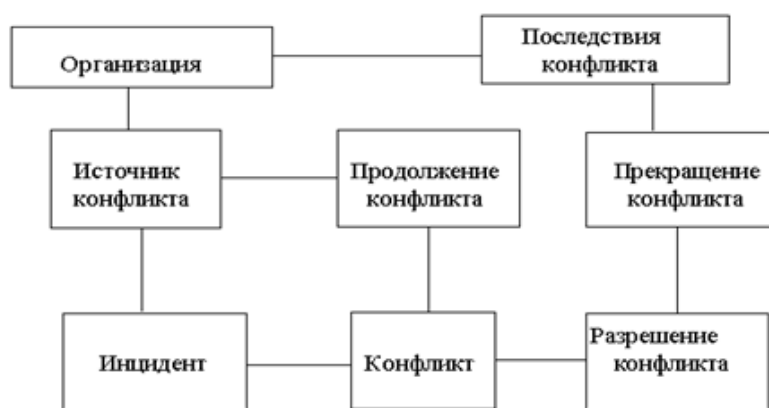 Организация
Последствия
конфликта
Источник
конфликта
Продолжение
конфликта
Прекращение
конфликта
Инцидент
Конфликт
Разрешение
конфликта